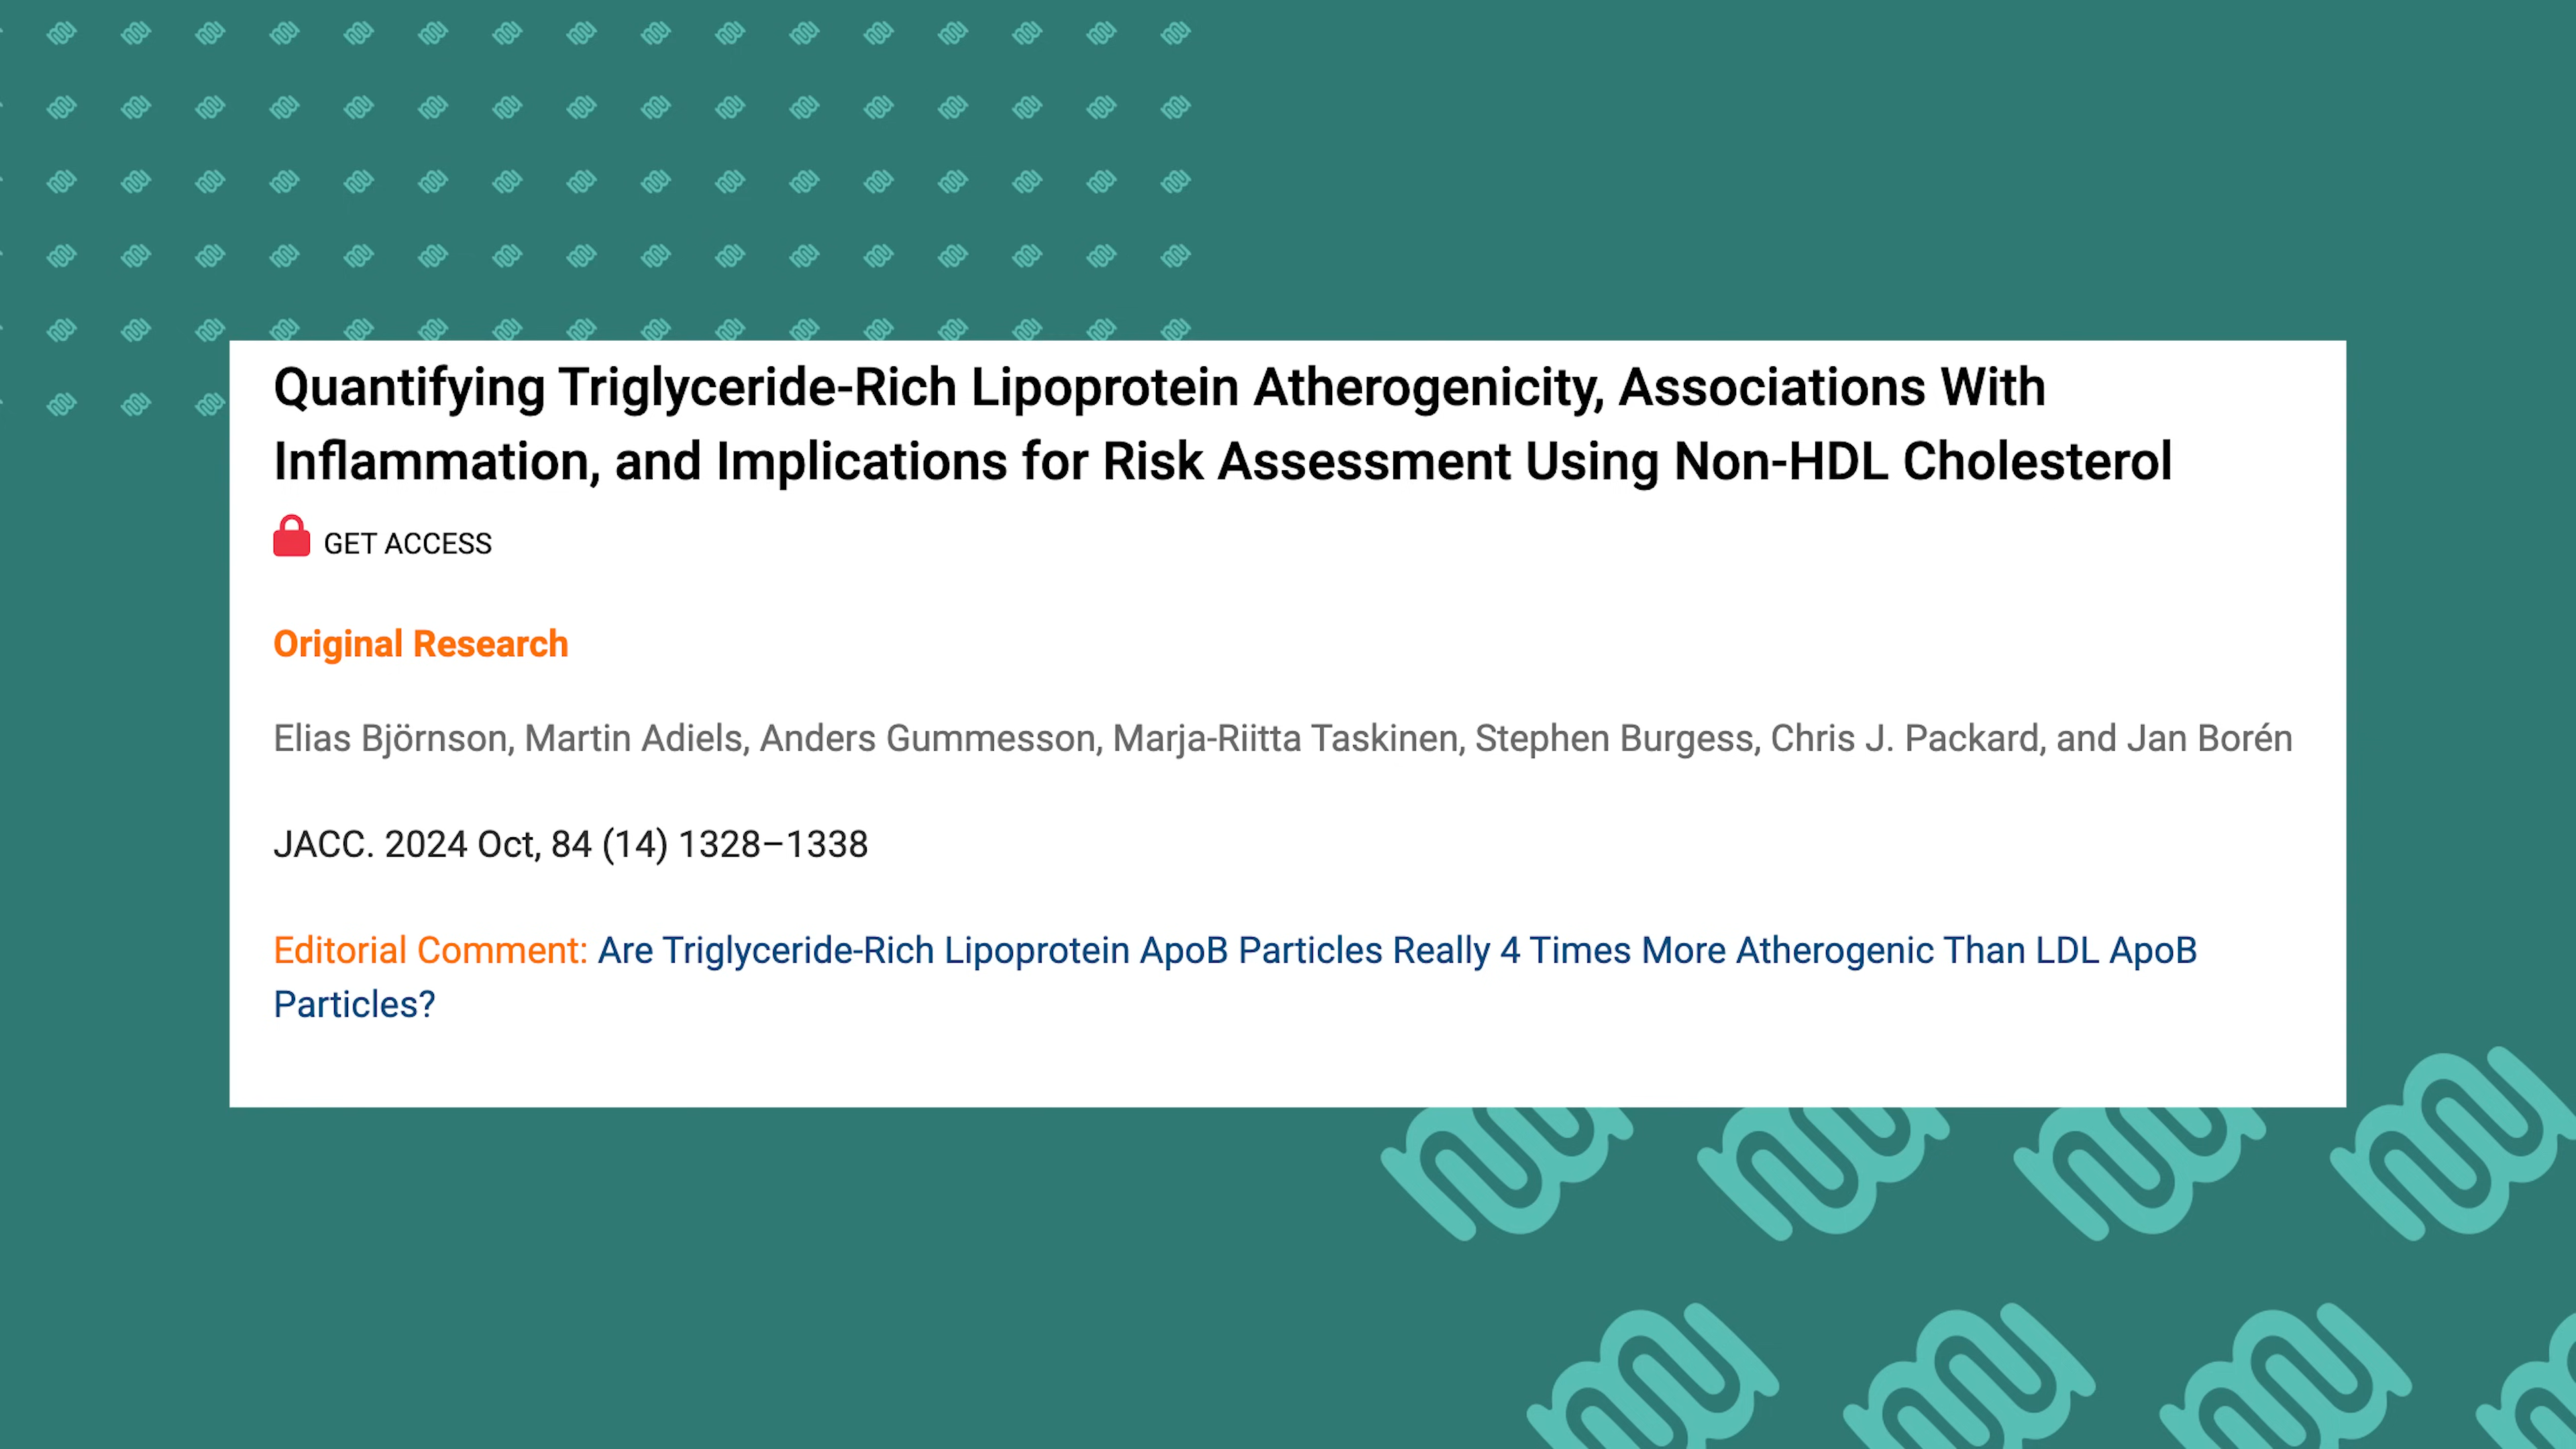 Quantifying Triglyceride-Rich Lipoprotein Atherogenicity, Associations With
Inflammation, and Implications for Risk Assessment Using Non-HDL Cholesterol
GET ACCESS
Original Research
Elias Björnson, Martin Adiels, Anders Gummesson, Marja-Riitta Taskinen, Stephen Burgess, Chris J. Packard, and Jan Borén
JACC. 2024 Oct, 84 (14) 1328–1338
Editorial Comment: Are Triglyceride-Rich Lipoprotein ApoB Particles Really 4 Times More Atherogenic Than LDL ApoB
Particles?